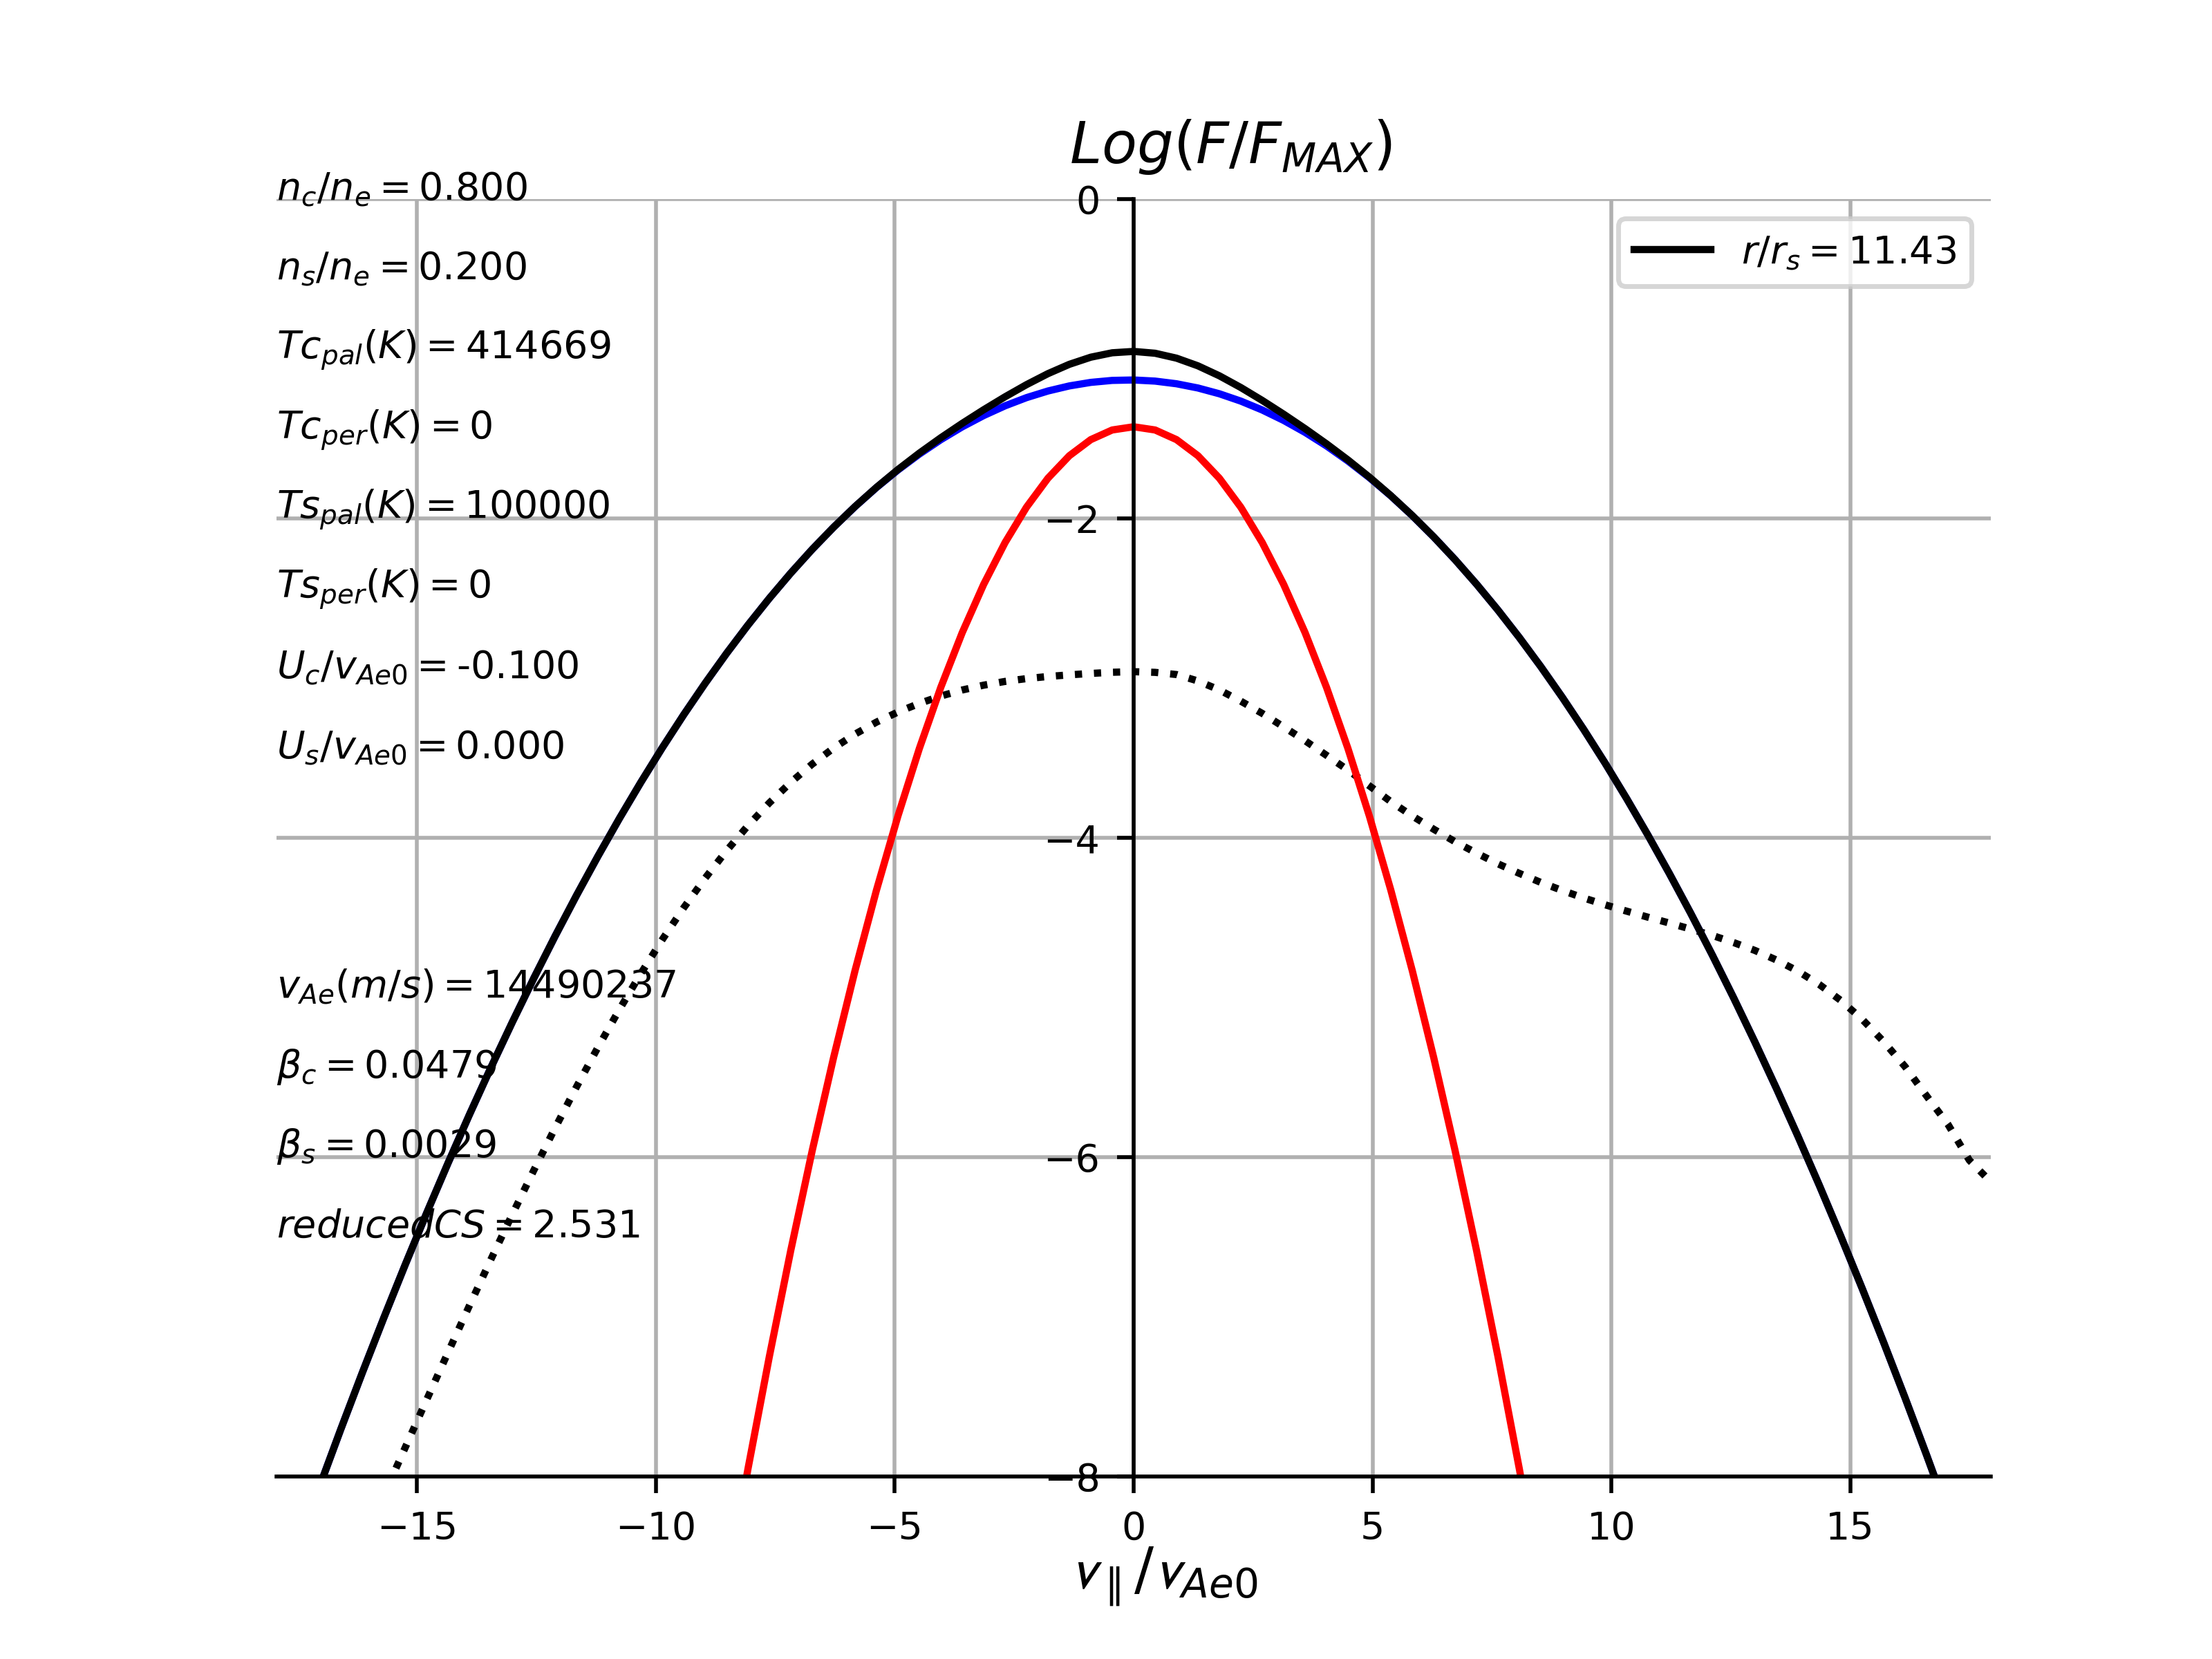 Log(F/F_MAX)
n_c/n_e = 0.800
0
r/r_s = 11.43
n_s/n_e = 0.200
Tc_pal(K) = 414669
Tc_per(K) = 0
Ts_pal(K) = 100000
−2
Ts_per(K) = 0
U_c/v_Ae0 = -0.100
U_s/v_Ae0 = 0.000
−4
v_Ae(m/s) = 14490237
β_c = 0.0479
β_s = 0.0029
−6
reducedCS = 2.531
−8
−15 −10 −5 0 5 10 15
v_∥/v_Ae0